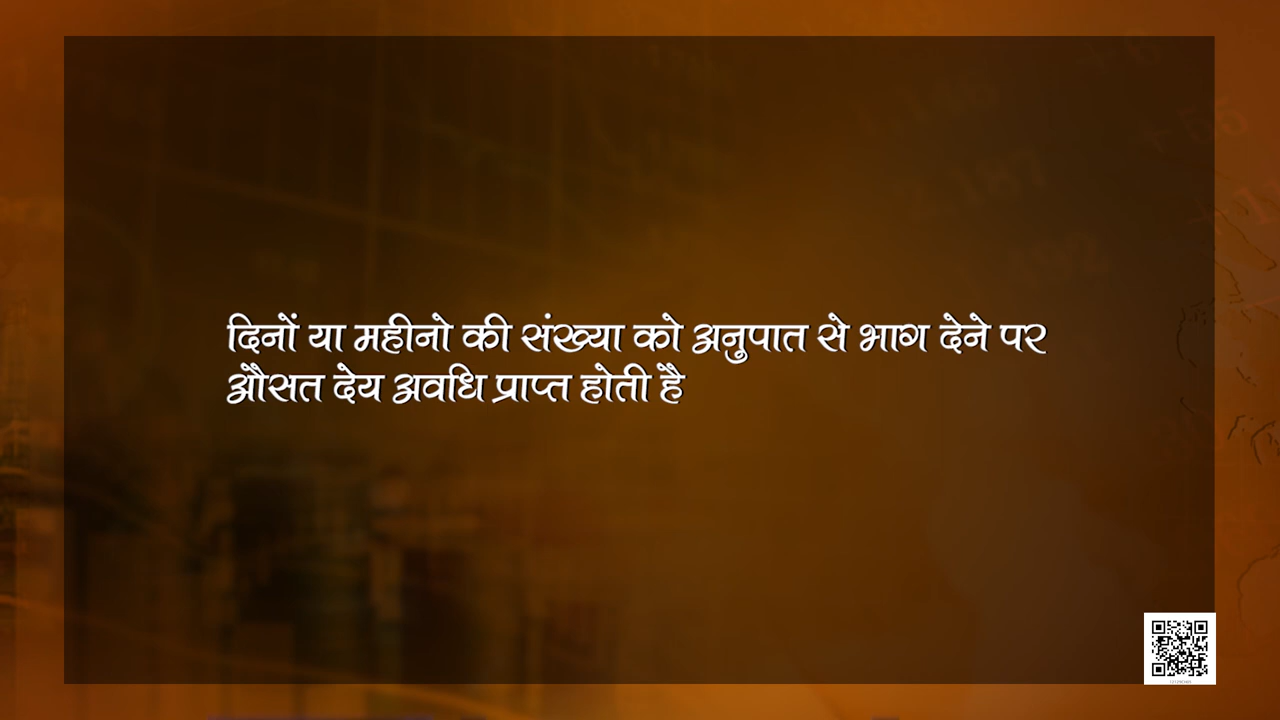 दिनों या महीनो की संख्या को अनुपात से भाग देने पर
औसत देय अवधि प्राप्त होती है